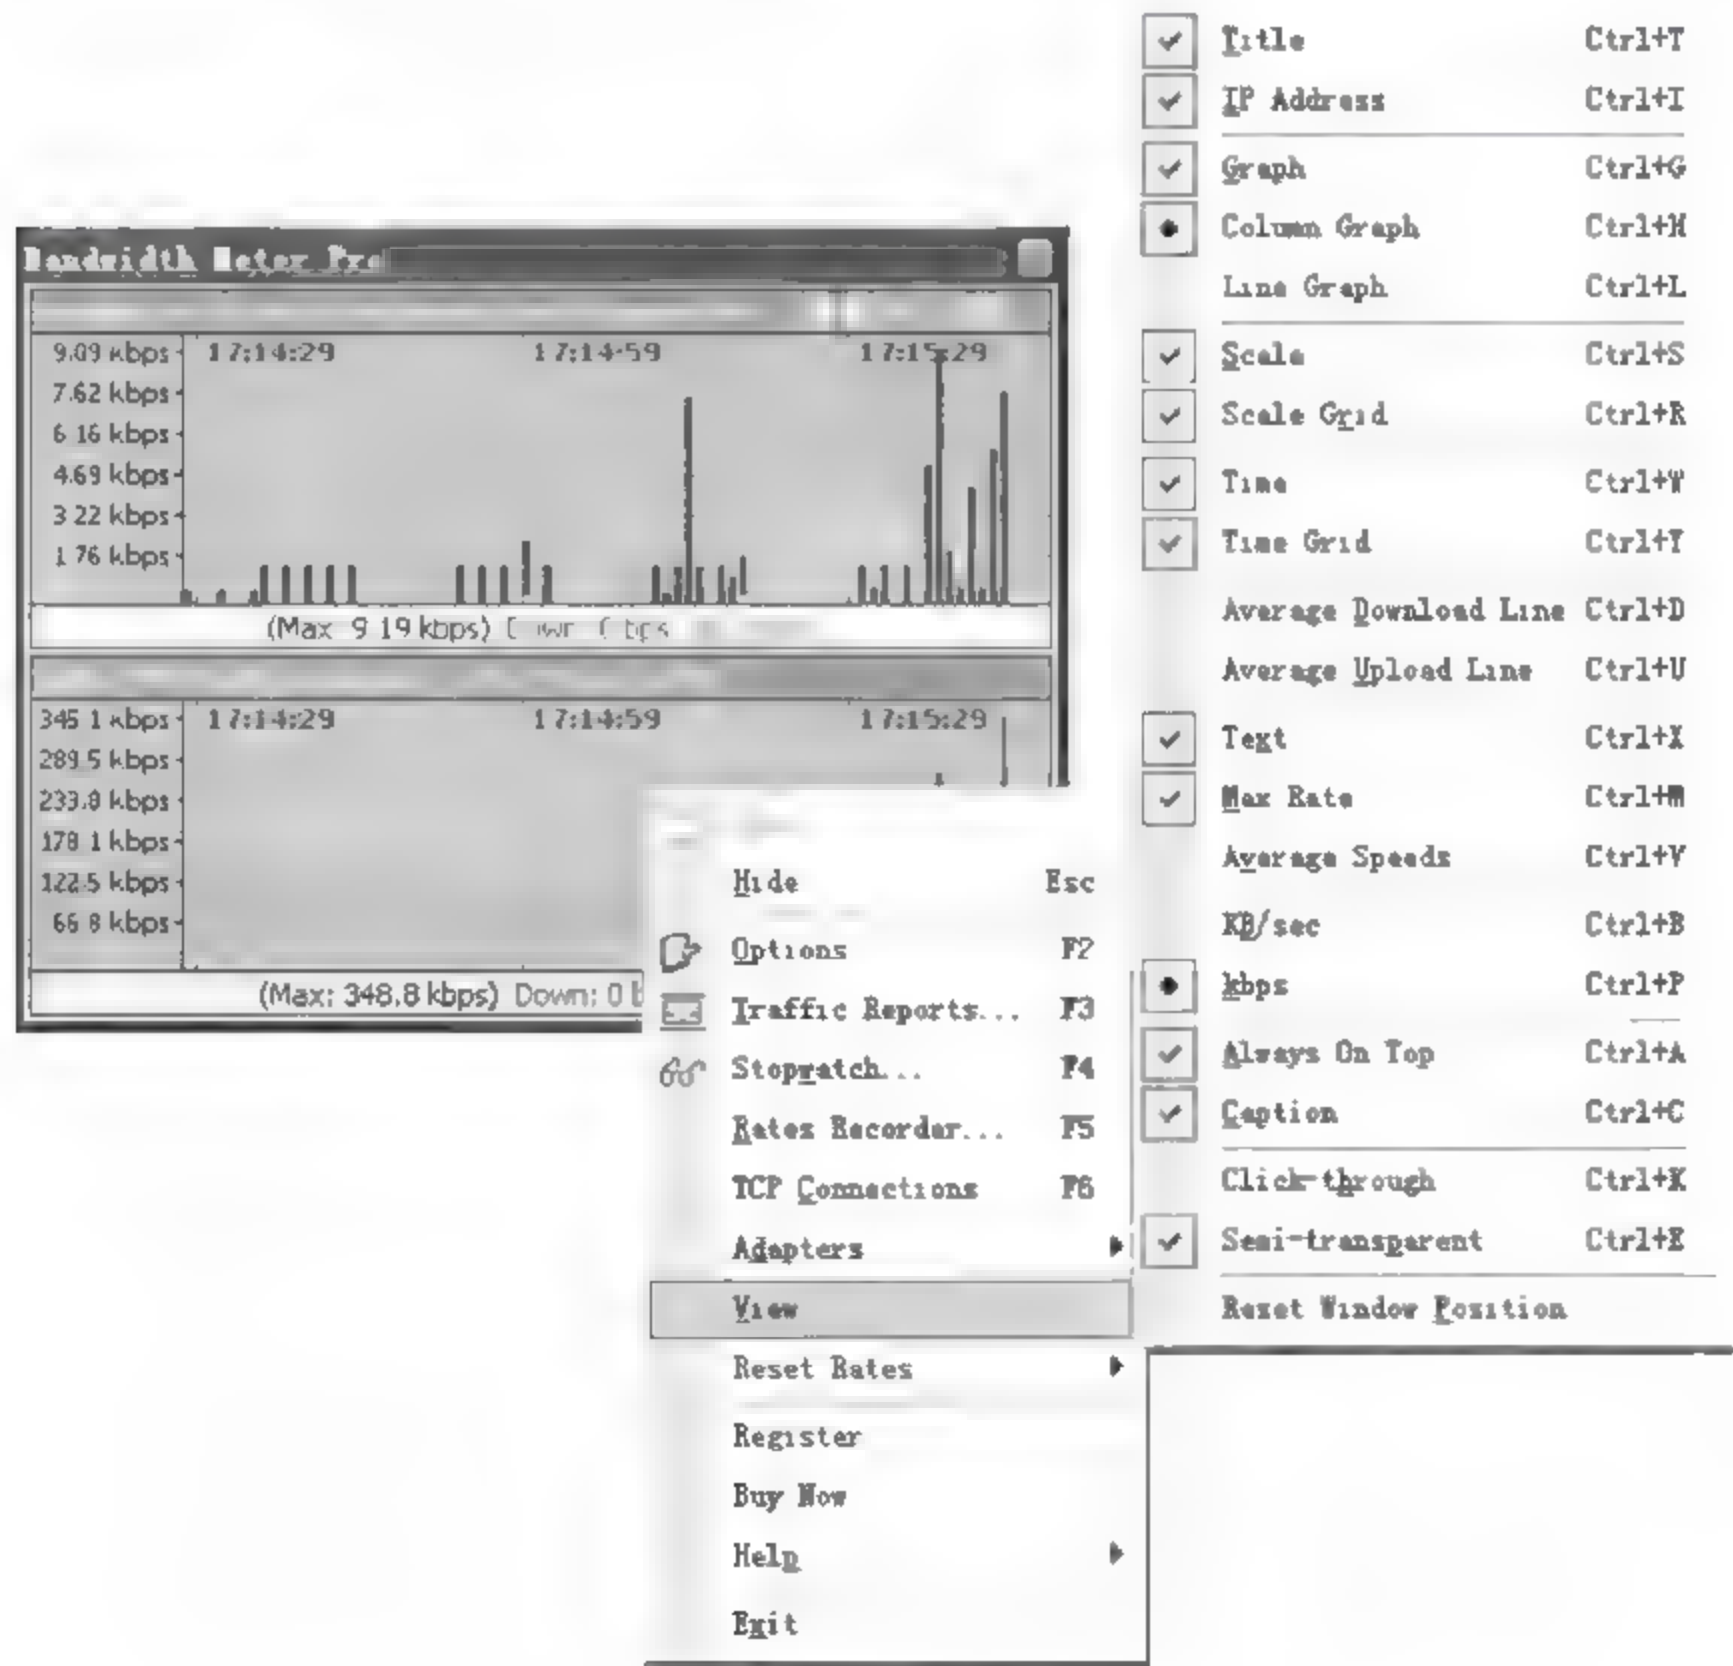 Title Ctrl+T
IP Address Ctrl+I
Graph Ctrl+G
Column Graph Ctrl+H
Line Graph Ctrl+L
Scale Ctrl+S
Scale Grid Ctrl+R
Time Ctrl+W
Time Grid Ctrl+T
Average Download Line Ctrl+D
Average Upload Line Ctrl+U
Text Ctrl+X
Max Rate Ctrl+M
Average Speeds Ctrl+V
KB/sec Ctrl+B
kbps Ctrl+P
Always On Top Ctrl+A
Caption Ctrl+C
Click-through Ctrl+K
Semi-transparent Ctrl+E
Reset Window Position
Bandwidth Meter Pro
9.09 kbps 17:14:29 17:14:59 17:15:29
7.62 kbps
6 16 kbps
4.69 kbps
3 22 kbps
1 76 kbps
(Max 9 19 kbps)
345 1 kbps 17:14:29 17:14:59 17:15:29
289.5 kbps
233.8 kbps
178 1 kbps
122.5 kbps
66 8 kbps
(Max: 348.8 kbps) Down: 0
Hide Esc
Options F2
Traffic Reports... F3
Stopwatch... F4
Rates Recorder... F5
TCP Connections F6
Adapters
View
Reset Rates
Register
Buy Now
Help
Exit